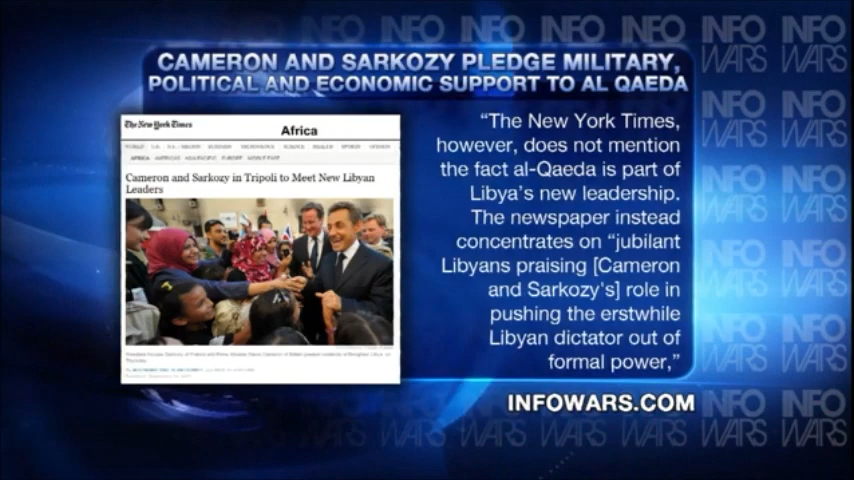 CAMERON AND SARKOZY PLEDGE MILITARY,
POLITICAL AND ECONOMIC SUPPORT TO AL QAEDA
The New York Times
Africa
AFRICA
Cameron and Sarkozy in Tripoli to Meet New Libyan
Leaders
“The New York Times,
however, does not mention
the fact al-Qaeda is part of
Libya’s new leadership.
The newspaper instead
concentrates on “jubilant
Libyans praising [Cameron
and Sarkozy's] role in
pushing the erstwhile
Libyan dictator out of
formal power,”
INFOWARS.COM
INFO WARS